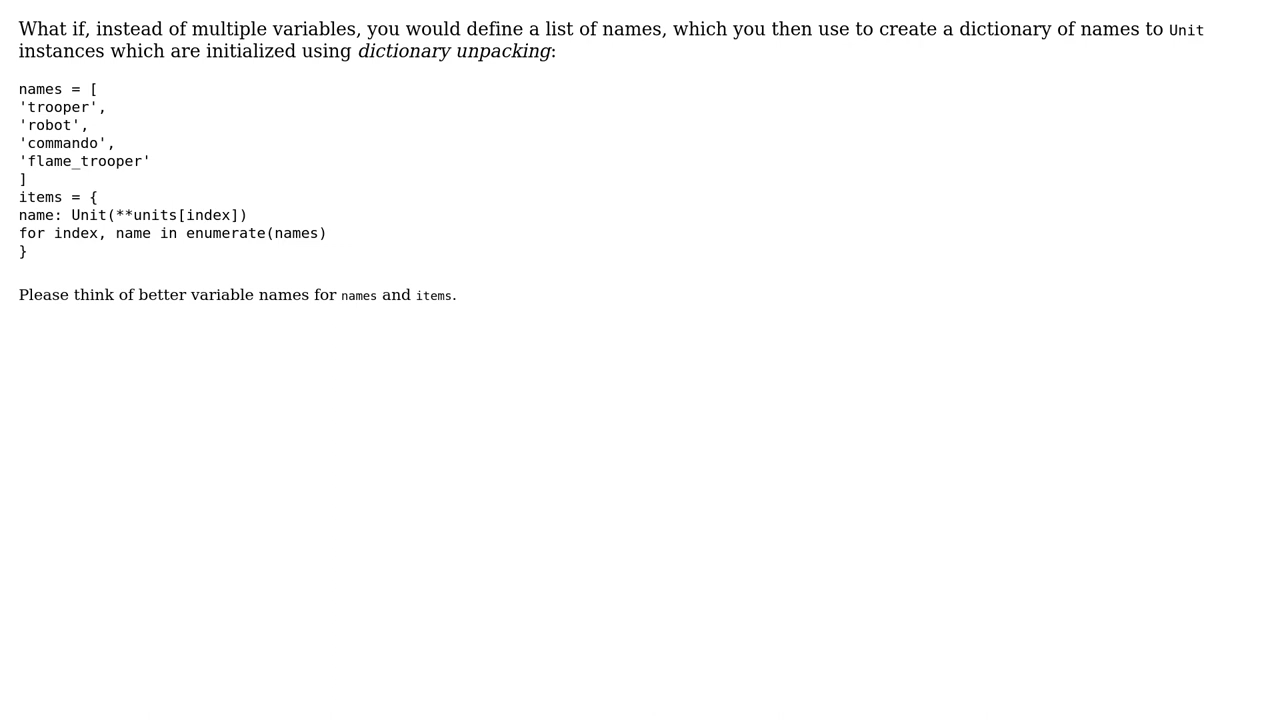 What if, instead of multiple variables, you would define a list of names, which you then use to create a dictionary of names to Unit
instances which are initialized using dictionary unpacking:
names = [
'trooper',
'robot',
'commando',
'flame_trooper'
]
items = {
name: Unit(**units[index])
for index, name in enumerate(names)
}
Please think of better variable names for names and items.